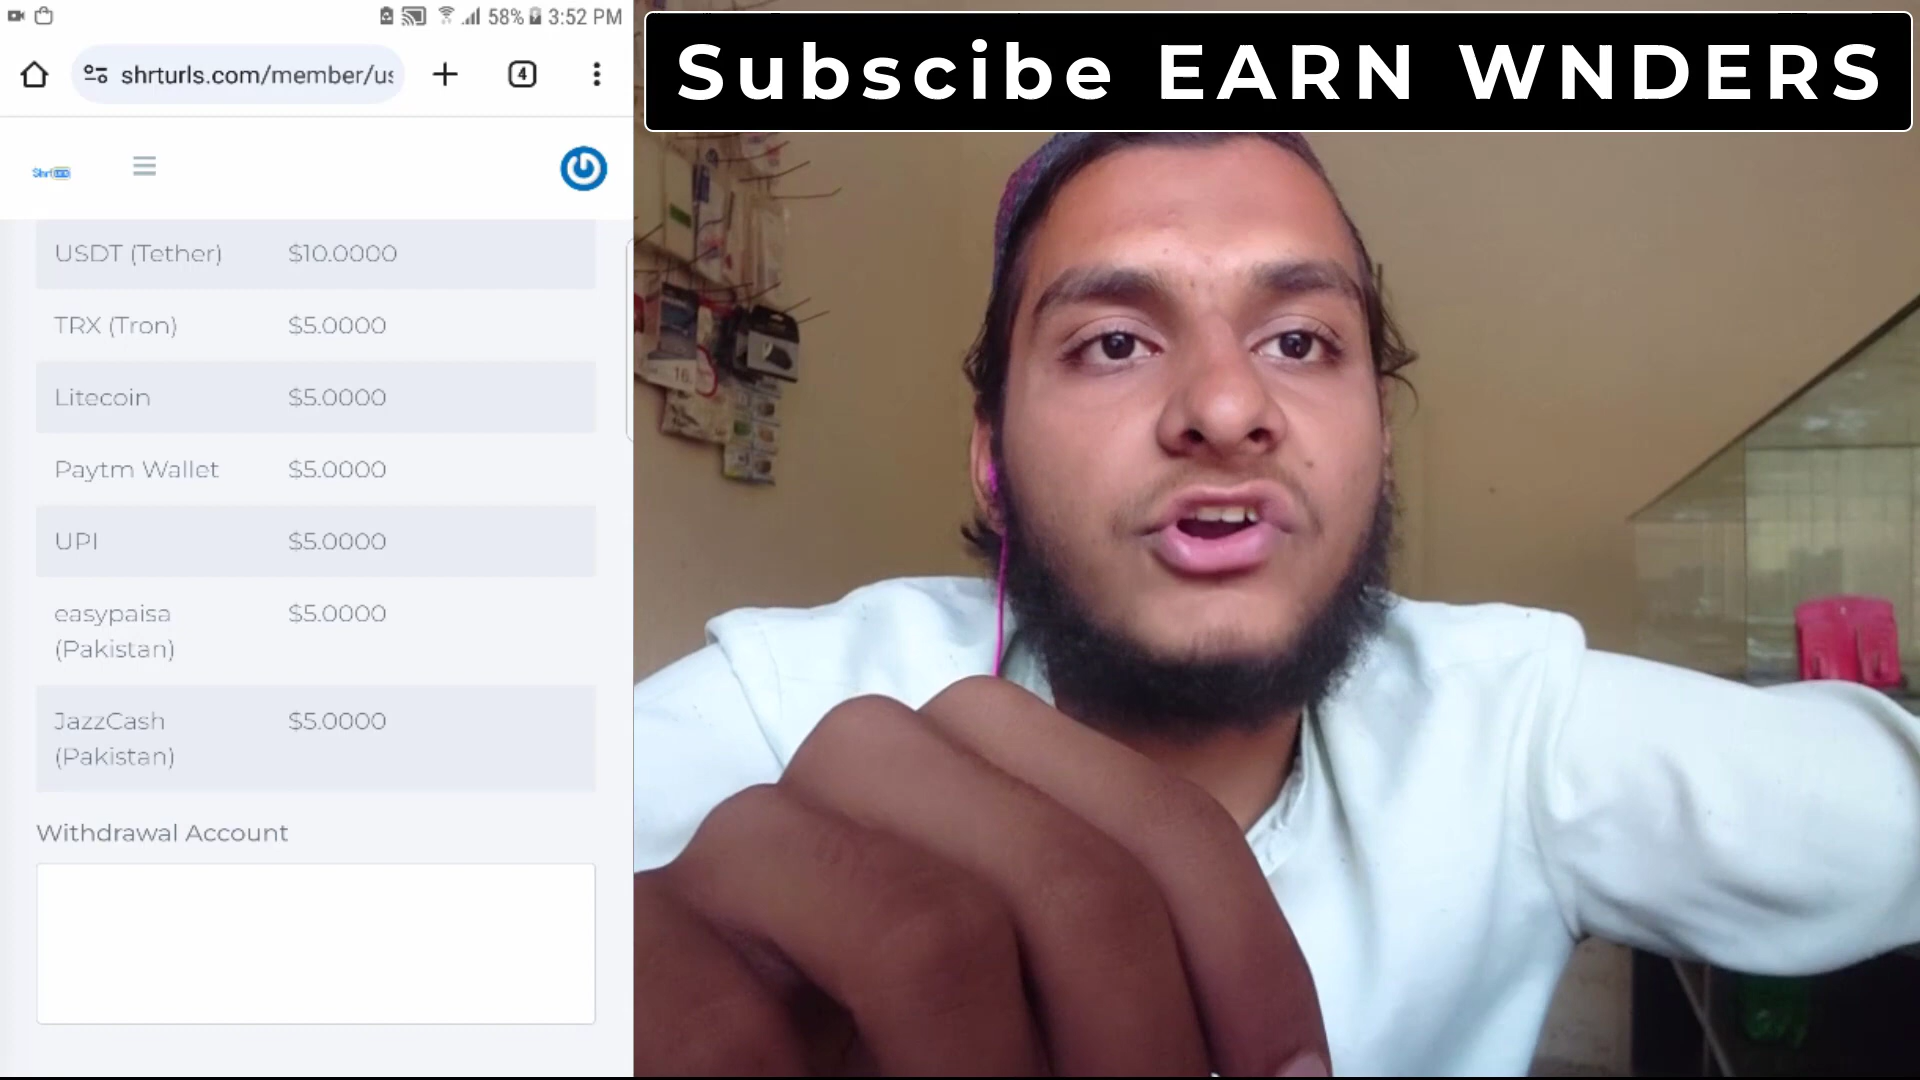 58% 3:52 PM
shrturls.com/member/us
4
Subscibe EARN WNDERS
USDT (Tether) $10.0000
TRX (Tron) $5.0000
Litecoin $5.0000
Paytm Wallet $5.0000
UPI $5.0000
easypaisa $5.0000
(Pakistan)
JazzCash $5.0000
(Pakistan)
Withdrawal Account